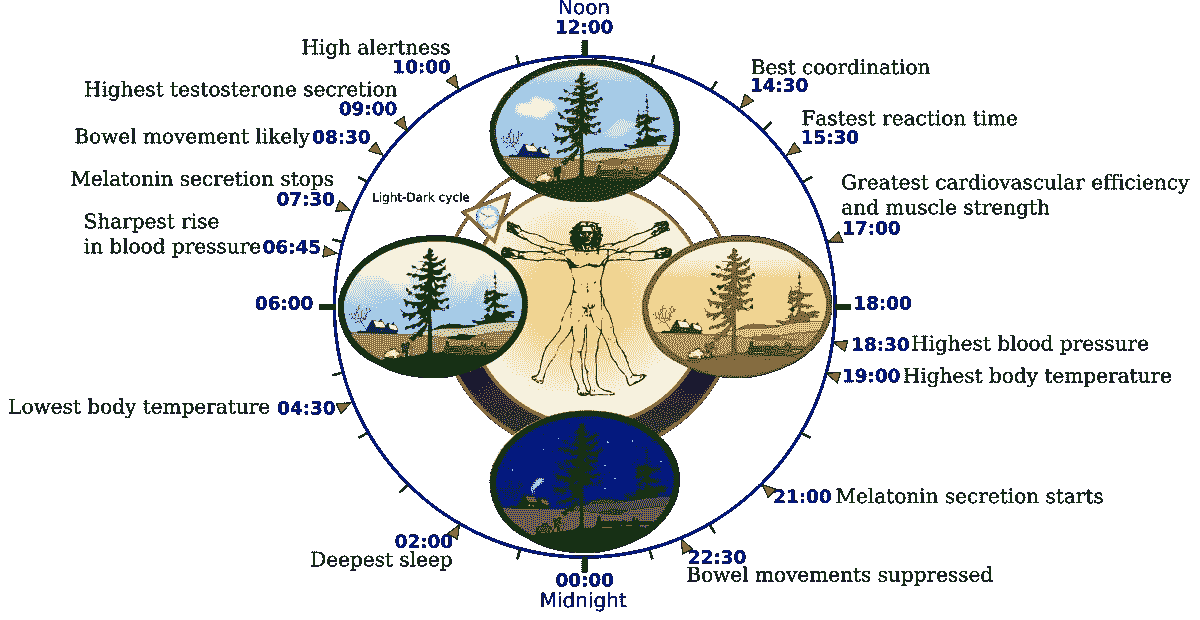 Noon
12:00
High alertness
10:00
Best coordination
14:30
Highest testosterone secretion
09:00
Fastest reaction time
15:30
Bowel movement likely 08:30
Melatonin secretion stops
07:30
Light-Dark cycle
Greatest cardiovascular efficiency
and muscle strength
17:00
Sharpest rise
in blood pressure 06:45
06:00
18:00
18:30 Highest blood pressure
19:00 Highest body temperature
Lowest body temperature 04:30
21:00 Melatonin secretion starts
02:00
Deepest sleep
22:30
Bowel movements suppressed
00:00
Midnight